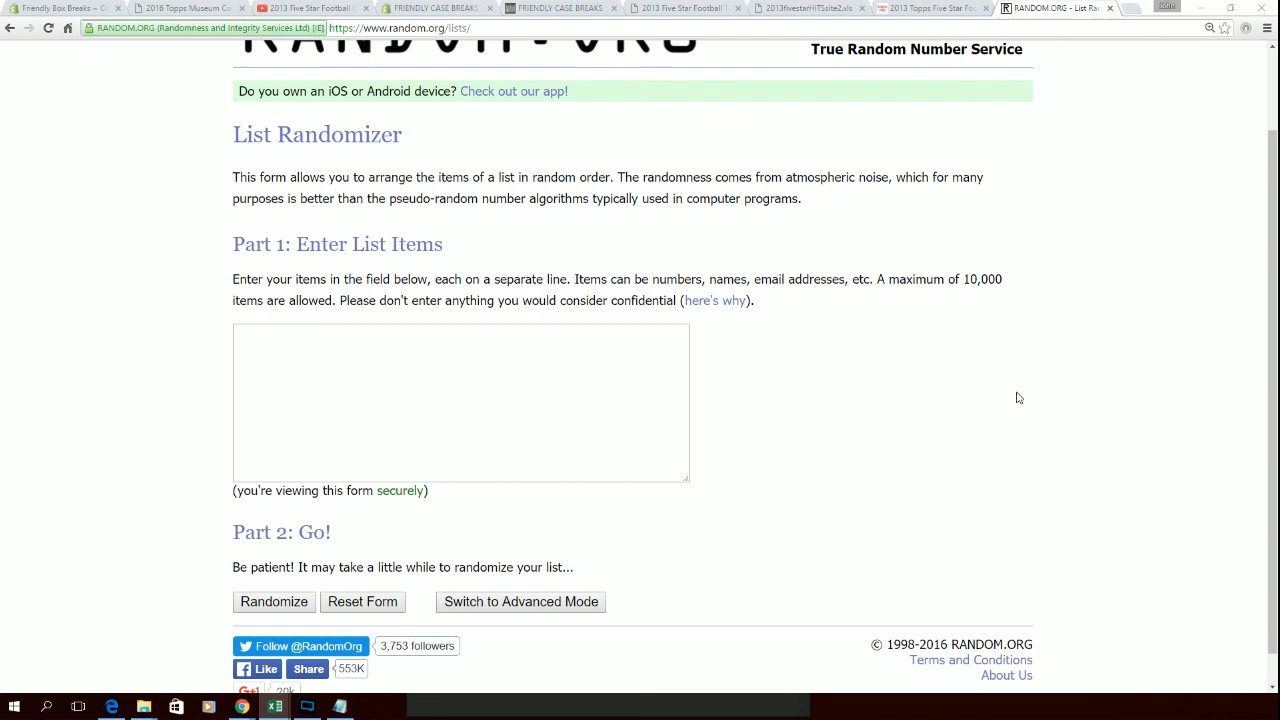 Friendly Box Breaks ~ C
2016 Topps Museum Co
2013 Five Star Football C
FRIENDLY CASE BREAK
FRIENDLY CASE BREAKS
2013 Five Star Football T
2013fivestarHITSsite2.xls
2013 Topps Five Star Foo
RANDOM.ORG - List Ran
John
RANDOM.ORG (Randomness and Integrity Services Ltd) [IE] https://www.random.org/lists/
RANDOM.ORG
True Random Number Service
Do you own an iOS or Android device? Check out our app!
List Randomizer
This form allows you to arrange the items of a list in random order. The randomness comes from atmospheric noise, which for many
purposes is better than the pseudo-random number algorithms typically used in computer programs.
Part 1: Enter List Items
Enter your items in the field below, each on a separate line. Items can be numbers, names, email addresses, etc. A maximum of 10,000
items are allowed. Please don't enter anything you would consider confidential (here's why).
(you're viewing this form securely)
Part 2: Go!
Be patient! It may take a little while to randomize your list...
Randomize Reset Form Switch to Advanced Mode
Follow @RandomOrg 3,753 followers
© 1998-2016 RANDOM.ORG
Like Share 553K
Terms and Conditions
About Us
G+1 20k